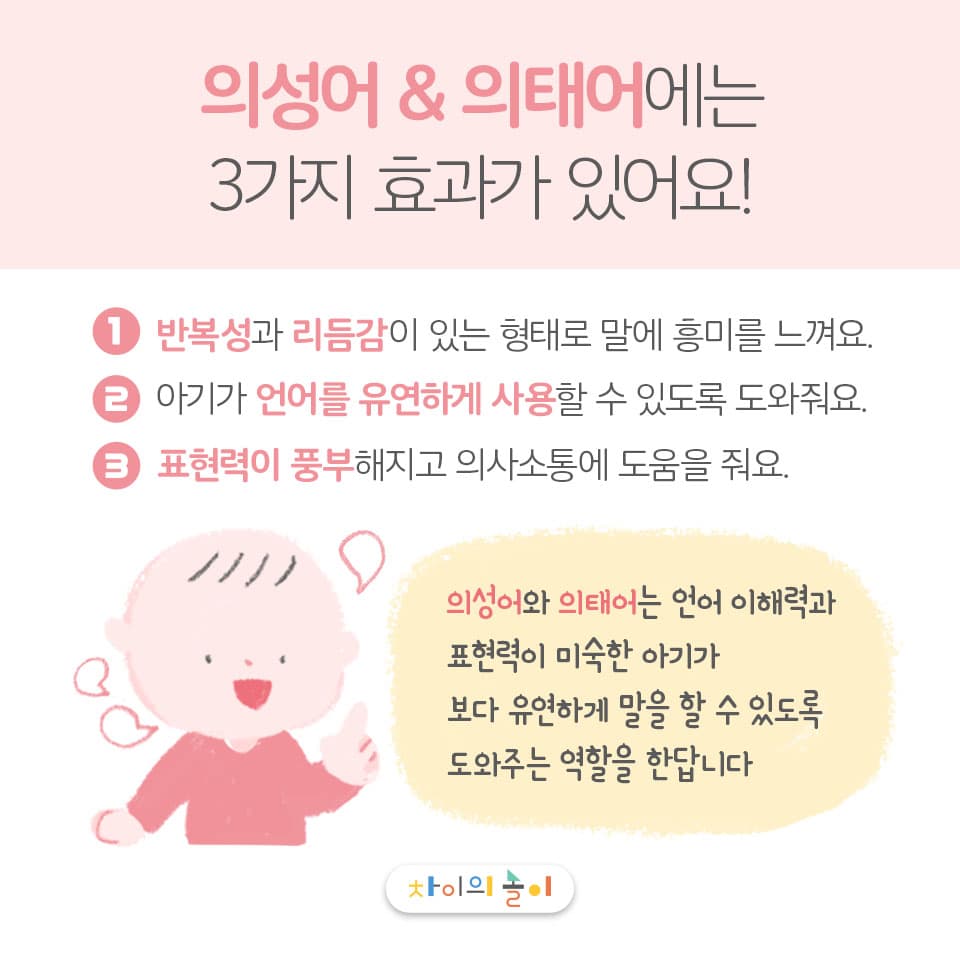 의성어 & 의태어에는
3가지 효과가 있어요!
1 반복성과 리듬감이 있는 형태로 말에 흥미를 느껴요.
2 아기가 언어를 유연하게 사용할 수 있도록 도와줘요.
3 표현력이 풍부해지고 의사소통에 도움을 줘요.
의성어와 의태어는 언어 이해력과
표현력이 미숙한 아기가
보다 유연하게 말을 할 수 있도록
도와주는 역할을 한답니다
차이의 놀이